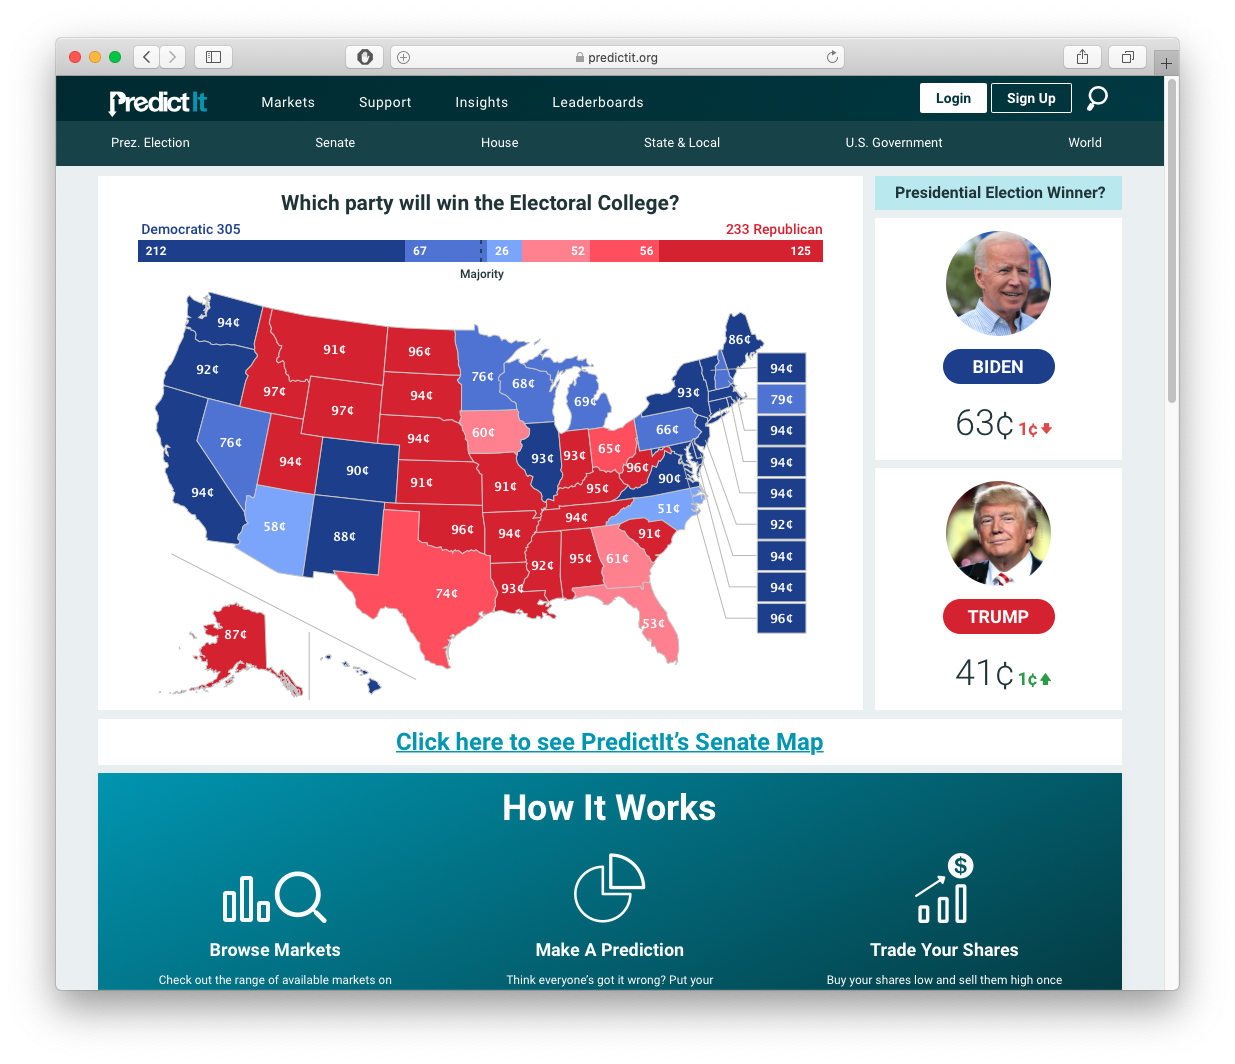 predictit.org
PredictIt
Markets
Support
Insights
Leaderboards
Login
Sign Up
Prez. Election
Senate
House
State & Local
U.S. Government
World
Which party will win the Electoral College?
Democratic 305
233 Republican
212
67
26
52
56
125
Majority
94¢
92¢
97¢
91¢
96¢
94¢
97¢
94¢
76¢
68¢
69¢
60¢
76¢
94¢
94¢
90¢
91¢
91¢
93¢
93¢
65¢
66¢
93¢
86¢
96¢
90¢
95¢
58¢
88¢
96¢
94¢
94¢
51¢
91¢
74¢
93¢
92¢
95¢
61¢
53¢
87¢
94¢
79¢
94¢
94¢
94¢
92¢
94¢
94¢
96¢
Presidential Election Winner?
BIDEN
63¢ 1¢
TRUMP
41¢ 1¢
Click here to see PredictIt's Senate Map
How It Works
$
Browse Markets
Check out the range of available markets on
Make A Prediction
Think everyone's got it wrong? Put your
Trade Your Shares
Buy your shares low and sell them high once